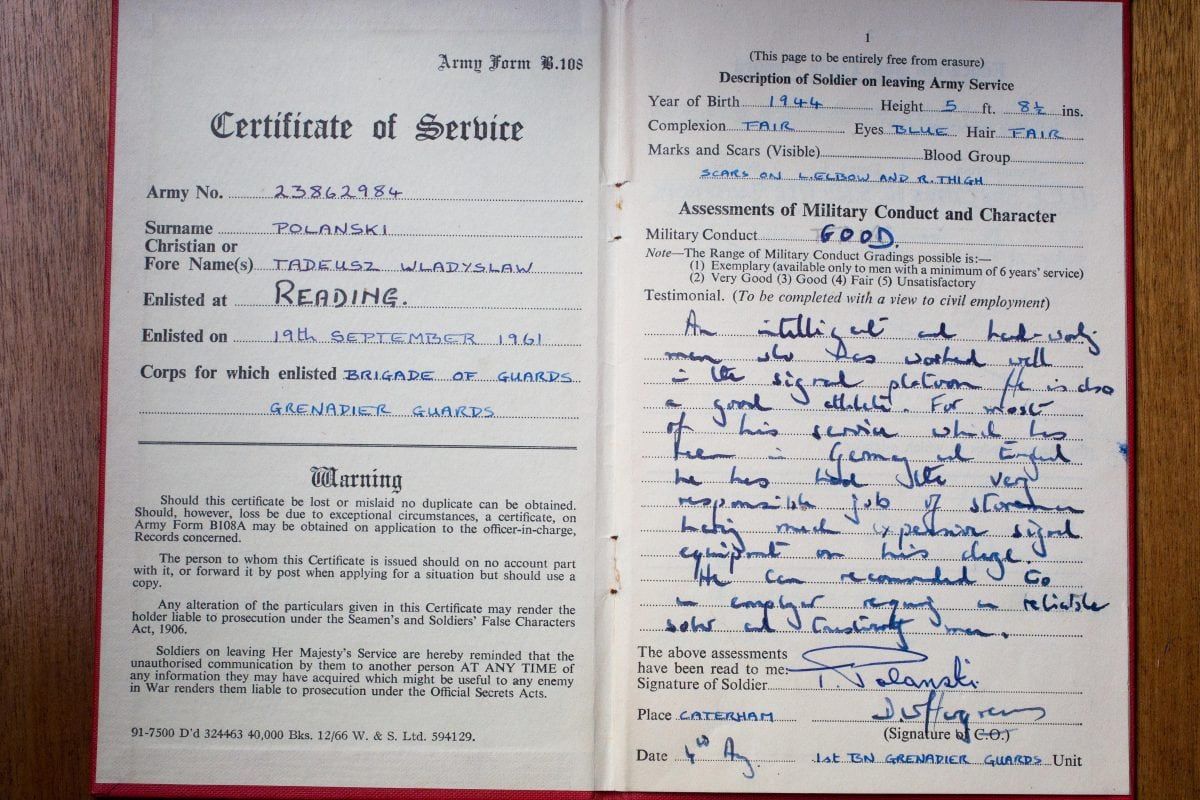 Army Form B.108
Certificate of Service
Army No. 23862984
Surname POLANSKI
Christian or
Fore Name(s) TADEUSZ WLADYSLAW
Enlisted at READING.
Enlisted on 19th SEPTEMBER 1961
Corps for which enlisted BRIGADE OF GUARDS
GRENADIER GUARDS
Warning
Should this certificate be lost or mislaid no duplicate can be obtained.
Should, however, loss be due to exceptional circumstances, a certificate, on
Army Form B108A may be obtained on application to the officer-in-charge,
Records concerned.
The person to whom this Certificate is issued should on no account part
with it, or forward it by post when applying for a situation but should use a
copy.
Any alteration of the particulars given in this Certificate may render the
holder liable to prosecution under the Seamen's and Soldiers' False Characters
Act, 1906.
Soldiers on leaving Her Majesty's Service are hereby reminded that the
unauthorised communication by them to another person AT ANY TIME of
any information they may have acquired which might be useful to any enemy
in War renders them liable to prosecution under the Official Secrets Acts.
91-7500 D'd 324463 40,000 Bks. 12/66 W. & S. Ltd. 594129.
1
(This page to be entirely free from erasure)
Description of Soldier on leaving Army Service
Year of Birth 1944 Height 5 ft. 8½ ins.
Complexion FAIR Eyes BLUE Hair FAIR
Marks and Scars (Visible) Blood Group
SCARS ON L.ELBOW AND R.THIGH
Assessments of Military Conduct and Character
Military Conduct GOOD.
Note—The Range of Military Conduct Gradings possible is:—
(1) Exemplary (available only to men with a minimum of 6 years' service)
(2) Very Good (3) Good (4) Fair (5) Unsatisfactory
Testimonial. (To be completed with a view to civil employment)
An intelligent and hard-working
man who has worked well
in the signal platoon He is also
a good athlete. For most
of his service which has
been in Germany and England
he has had the very
responsible job of storeman
having much expensive signal
equipment on his charge.
He can recommended to
an employer requiring a reliable
sober and trustworthy man.
The above assessments
have been read to me:
Signature of Soldier T. Polanski
Place CATERHAM
(Signature of C.O.)
Date 4th
1st BN GRENADIER GUARDS Unit